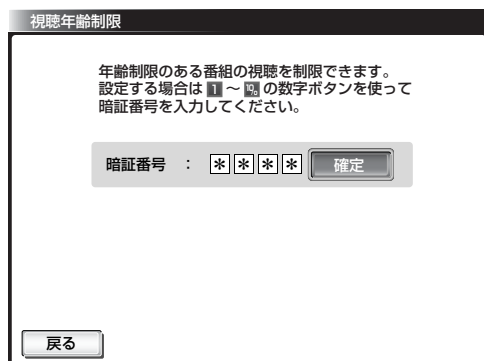 視聴年齢制限
年齢制限のある番組の視聴を制限できます。
設定する場合は 1 ～ 10 の数字ボタンを使って
暗証番号を入力してください。
暗証番号 ： ＊ ＊ ＊ ＊ 確定
戻る